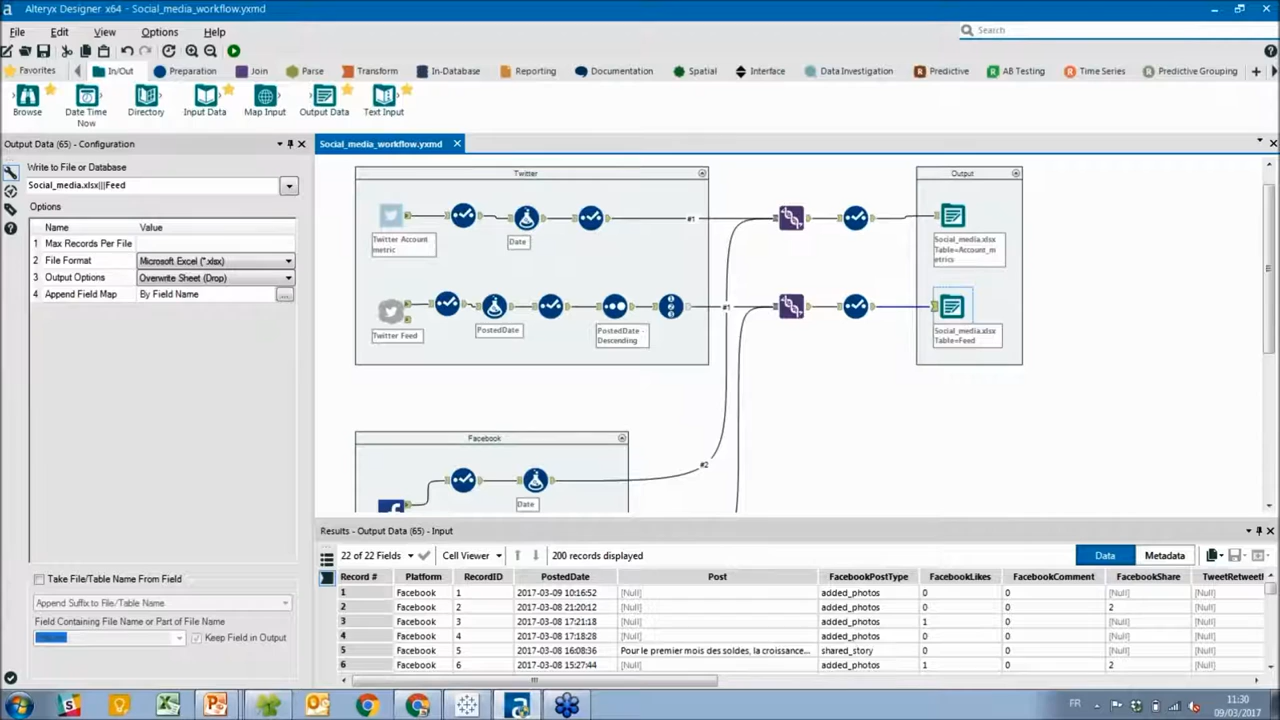 a Alteryx Designer x64 - Social_media_workflow.yxmd
File Edit View Options Help
Search
Favorites In/Out Preparation Join Parse Transform In-Database Reporting Documentation Spatial Interface Data Investigation Predictive AB Testing Time Series Predictive Grouping
Browse Date Time Now Directory Input Data Map Input Output Data Text Input
Output Data (65) - Configuration
Social_media_workflow.yxmd
Write to File or Database
Social_media.xlsx|||Feed
Options
Name Value
1 Max Records Per File
2 File Format Microsoft Excel (*.xlsx)
3 Output Options Overwrite Sheet (Drop)
4 Append Field Map By Field Name
Take File/Table Name From Field
Append Suffix to File/Table Name
Field Containing File Name or Part of File Name
Keep Field in Output
Twitter
Twitter Account
metric
Date
#1
Twitter Feed
PostedDate
PostedDate -
Descending
#1
Output
Social_media.xlsx
Table=Account_m
etrics
Social_media.xlsx
Table=Feed
Facebook
Date
#2
Results - Output Data (65) - Input
22 of 22 Fields Cell Viewer 200 records displayed Data Metadata
Record # Platform RecordID PostedDate Post FacebookPostType FacebookLikes FacebookComment FacebookShare TweetRetweetI
1 Facebook 1 2017-03-09 10:16:52 [Null] added_photos 0 0 [Null] [Null]
2 Facebook 2 2017-03-08 21:20:12 [Null] added_photos 0 0 2 [Null]
3 Facebook 3 2017-03-08 17:21:18 [Null] added_photos 1 0 [Null] [Null]
4 Facebook 4 2017-03-08 17:18:28 [Null] added_photos 0 0 [Null] [Null]
5 Facebook 5 2017-03-08 16:08:36 Pour le premier mois des soldes, la croissance... shared_story 0 0 [Null] [Null]
6 Facebook 6 2017-03-08 15:27:44 [Null] added_photos 1 0 2 [Null]
FR
11:30
09/03/2017